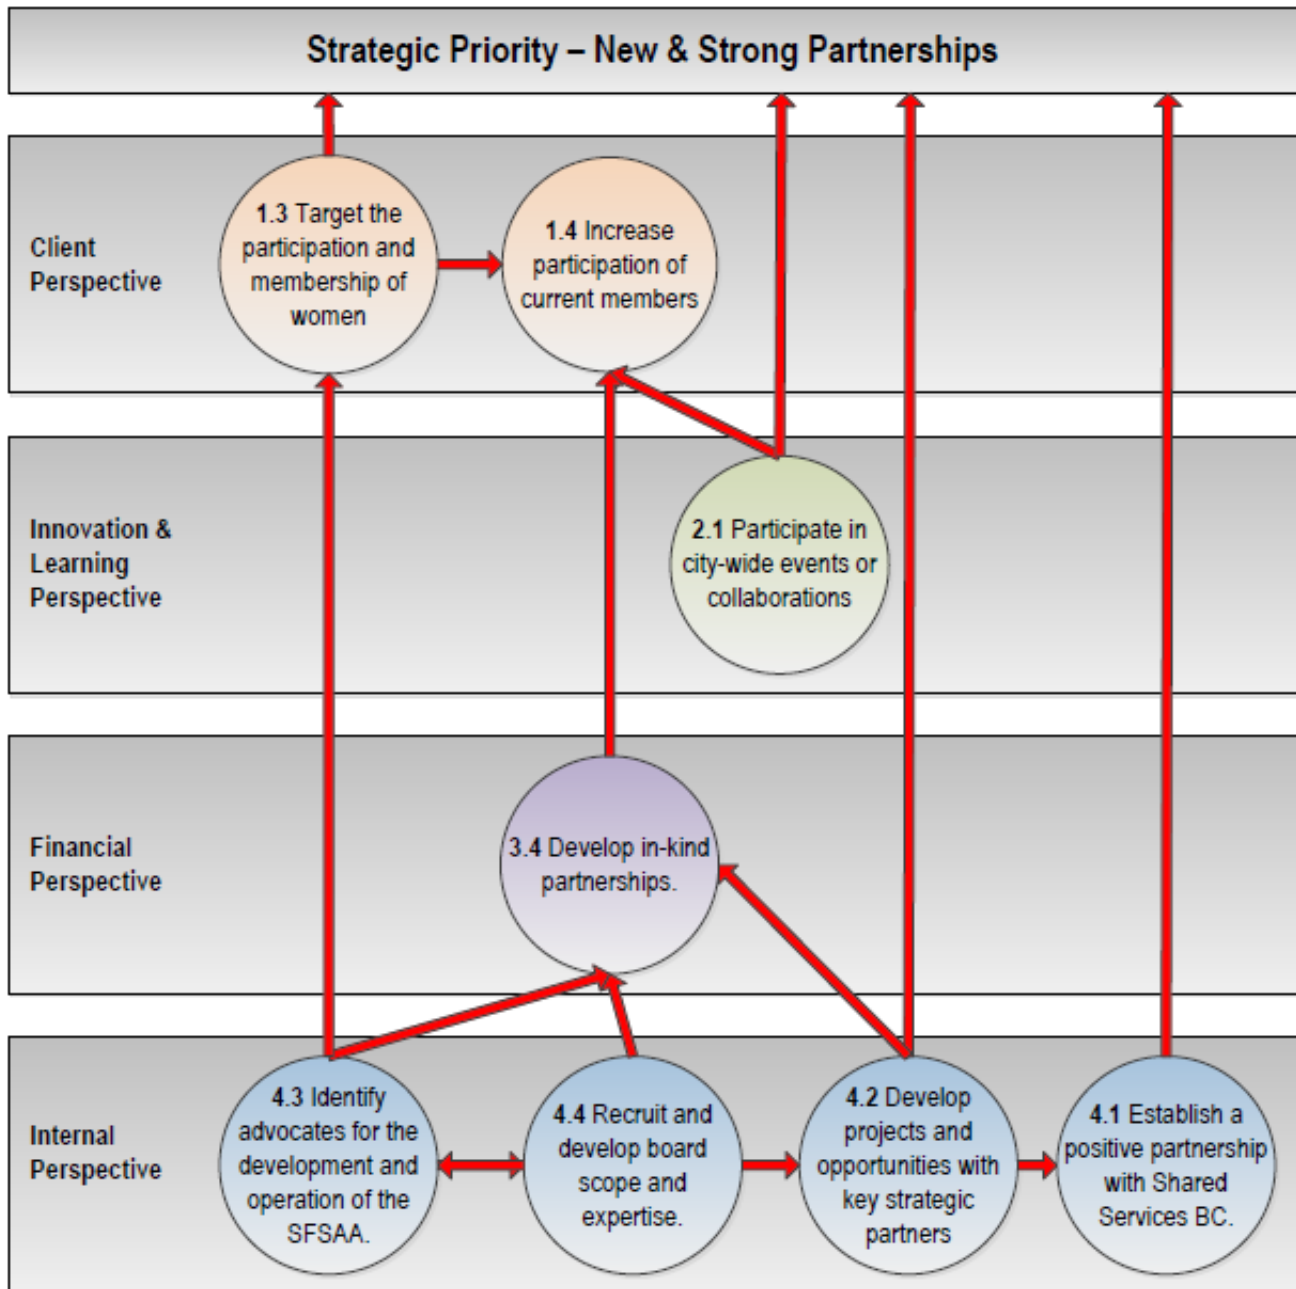 Strategic Priority – New & Strong Partnerships
Client
Perspective
1.3 Target the
participation and
membership of
women
1.4 Increase
participation of
current members
Innovation &
Learning
Perspective
2.1 Participate in
city-wide events or
collaborations
Financial
Perspective
3.4 Develop in-kind
partnerships.
Internal
Perspective
4.3 Identify
advocates for the
development and
operation of the
SFSAA.
4.4 Recruit and
develop board
scope and
expertise.
4.2 Develop
projects and
opportunities with
key strategic
partners
4.1 Establish a
positive partnership
with Shared
Services BC.